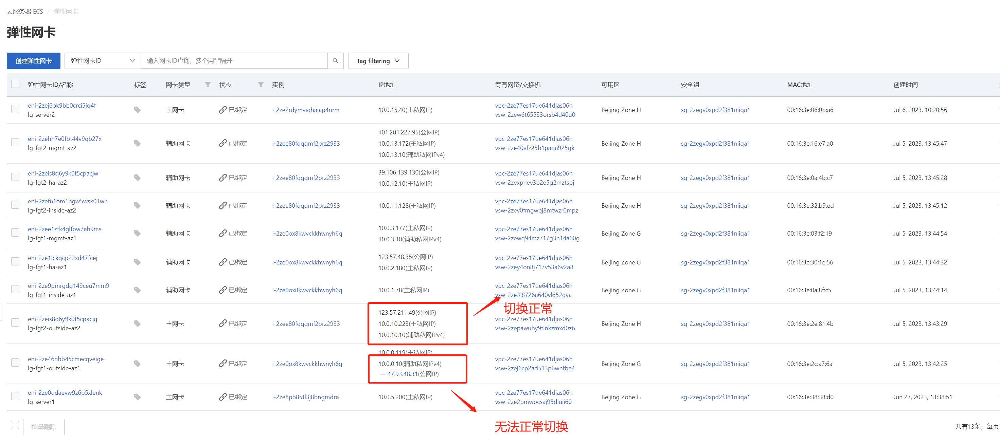 云服务器 ECS / 弹性网卡
弹性网卡
创建弹性网卡 弹性网卡ID 输入网卡ID查询，多个用","隔开 Tag filtering
弹性网卡ID/名称 标签 网卡类型 状态 实例 IP地址 专有网络/交换机 可用区 安全组 MAC地址 创建时间
eni-2zej6ok9bb0crci5jq4f
lg-server2
主网卡 已绑定 i-2ze2rdymviqhajap4nrm
10.0.15.40(主私网IP)
vpc-2ze77es17ue641djas06h
vsw-2zew6t65533orsb4d40u0
Beijing Zone H sg-2zegv0xpd2f381niiqa1 00:16:3e:06:0b:a6 Jul 6, 2023, 10:20:56
eni-2zehh7e0fbt44v9qb27x
lg-fgt2-mgmt-az2
辅助网卡 已绑定 i-2zee80fqqqmf2prz2933
101.201.227.95(公网IP)
10.0.13.172(主私网IP)
10.0.13.10(辅助私网IPv4)
vpc-2ze77es17ue641djas06h
vsw-2ze40vfz25b1paqa925gk
Beijing Zone H sg-2zegv0xpd2f381niiqa1 00:16:3e:16:e7:a0 Jul 5, 2023, 13:45:47
eni-2zeis8q6y9k0t5cpacjw
lg-fgt2-ha-az2
辅助网卡 已绑定 i-2zee80fqqqmf2prz2933
39.106.139.130(公网IP)
10.0.12.10(主私网IP)
vpc-2ze77es17ue641djas06h
vsw-2zexpney3b2e5g2mztspj
Beijing Zone H sg-2zegv0xpd2f381niiqa1 00:16:3e:0a:4b:c7 Jul 5, 2023, 13:45:28
eni-2zef61om1ngw5wsk01wn
lg-fgt2-inside-az2
辅助网卡 已绑定 i-2zee80fqqqmf2prz2933
10.0.11.128(主私网IP)
vpc-2ze77es17ue641djas06h
vsw-2zev0fmgwbj8mtwzr0mpz
Beijing Zone H sg-2zegv0xpd2f381niiqa1 00:16:3e:32:b9:ed Jul 5, 2023, 13:45:12
eni-2zee1ztk4glfpw7ah9ms
lg-fgt1-mgmt-az1
辅助网卡 已绑定 i-2ze0ox8kwvckkhwnyh6q
10.0.3.177(主私网IP)
10.0.3.10(辅助私网IPv4)
vpc-2ze77es17ue641djas06h
vsw-2zewq94mz717g3n14a60g
Beijing Zone G sg-2zegv0xpd2f381niiqa1 00:16:3e:03:f2:19 Jul 5, 2023, 13:44:54
eni-2ze1lckqcp22xd47fcej
lg-fgt1-ha-az1
辅助网卡 已绑定 i-2ze0ox8kwvckkhwnyh6q
123.57.48.35(公网IP)
10.0.2.180(主私网IP)
vpc-2ze77es17ue641djas06h
vsw-2zey4on8j717v53a6v2a8
Beijing Zone G sg-2zegv0xpd2f381niiqa1 00:16:3e:30:1e:56 Jul 5, 2023, 13:44:32
eni-2ze9pmrgdg149ceu7mm9
lg-fgt1-inside-az1
辅助网卡 已绑定 i-2ze0ox8kwvckkhwnyh6q
10.0.1.78(主私网IP)
vpc-2ze77es17ue641djas06h
vsw-2ze3l8726a640vl652gva
Beijing Zone G sg-2zegv0xpd2f381niiqa1 00:16:3e:0a:8f:c5 Jul 5, 2023, 13:44:14
切换正常
eni-2zeis8q6y9k0t5cpaciq
lg-fgt2-outside-az2
主网卡 已绑定 i-2zee80fqqqmf2prz2933
123.57.211.49(公网IP)
10.0.10.223(主私网IP)
10.0.10.10(辅助私网IPv4)
vpc-2ze77es17ue641djas06h
vsw-2zepawuhy9tinkzmxd0z6
Beijing Zone H sg-2zegv0xpd2f381niiqa1 00:16:3e:2e:81:4b Jul 5, 2023, 13:43:29
eni-2ze46nbb45cmecqveige
lg-fgt1-outside-az1
主网卡 已绑定 i-2ze0ox8kwvckkhwnyh6q
10.0.0.119(主私网IP)
10.0.0.10(辅助私网IPv4)
47.93.48.31(公网IP)
vpc-2ze77es17ue641djas06h
vsw-2zej6cp2ad513p6wntbe4
Beijing Zone G sg-2zegv0xpd2f381niiqa1 00:16:3e:2c:a7:6a Jul 5, 2023, 13:42:25
eni-2ze0qdaevw9z6p5xlenk
lg-server1
主网卡 已绑定 i-2ze8pb85tl3j8bngmdra
10.0.5.200(主私网IP)
vpc-2ze77es17ue641djas06h
vsw-2ze2pmwocsaj95dluii60
Beijing Zone G sg-2zegv0xpd2f381niiqa1 00:16:3e:38:38:d0 Jun 27, 2023, 13:38:51
无法正常切换
批量删除 共有13条，每页